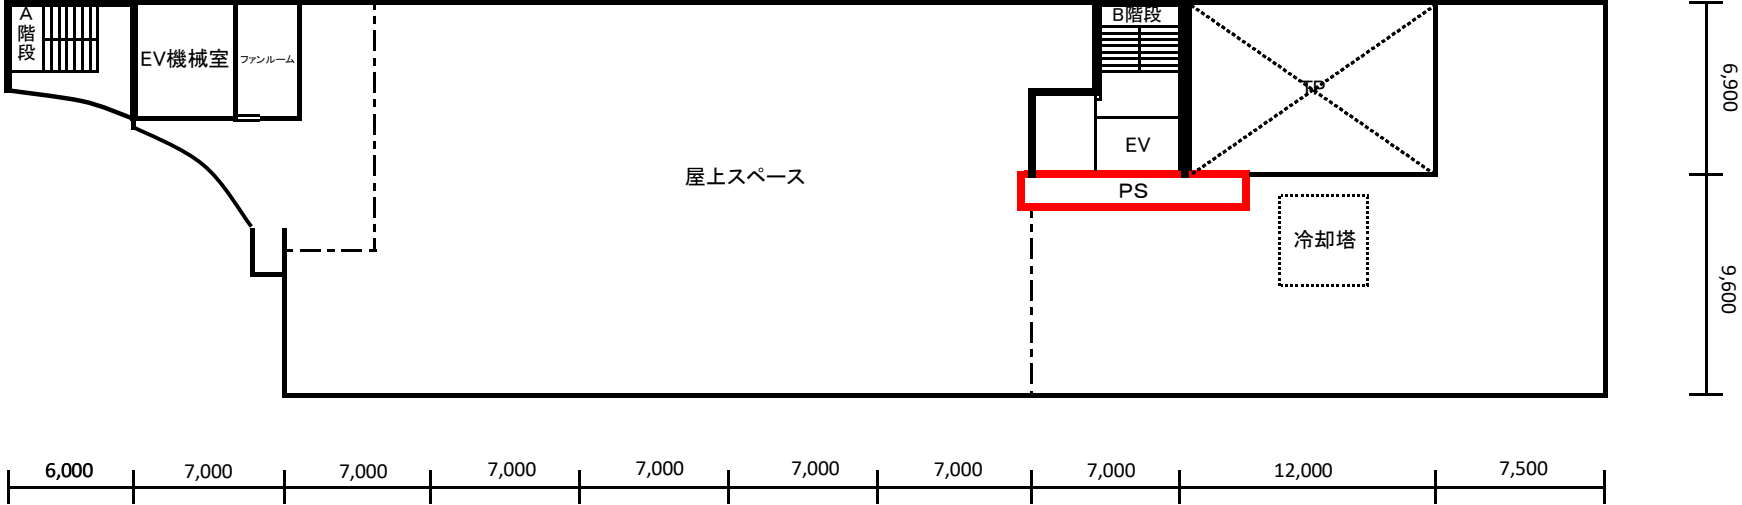 A
階
段
EV機械室
ファンルーム
B階段
TP
EV
屋上スペース
PS
冷却塔
6,900
9,600
6,000
7,000
7,000
7,000
7,000
7,000
7,000
7,000
12,000
7,500